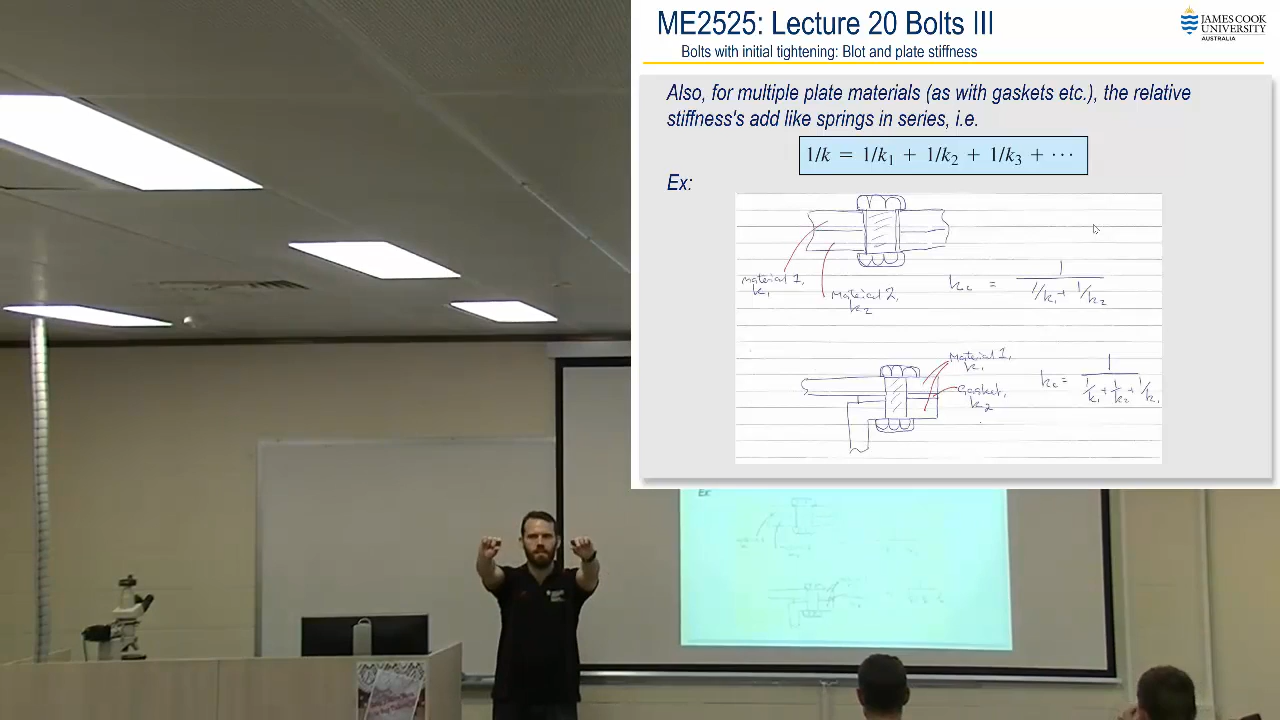 ME2525: Lecture 20 Bolts III
Bolts with initial tightening: Blot and plate stiffness
JAMES COOK
UNIVERSITY
AUSTRALIA
Also, for multiple plate materials (as with gaskets etc.), the relative
stiffness's add like springs in series, i.e.
1/k = 1/k₁ + 1/k₂ + 1/k₃ + ⋯
Ex:
material 1,
k₁
Material 2,
k₂
kc = 1 / (1/k₁ + 1/k₂)
Material 1,
k₁
Gasket,
k₂
kc = 1 / (1/k₁ + 1/k₂ + 1/k₁)
Ex: